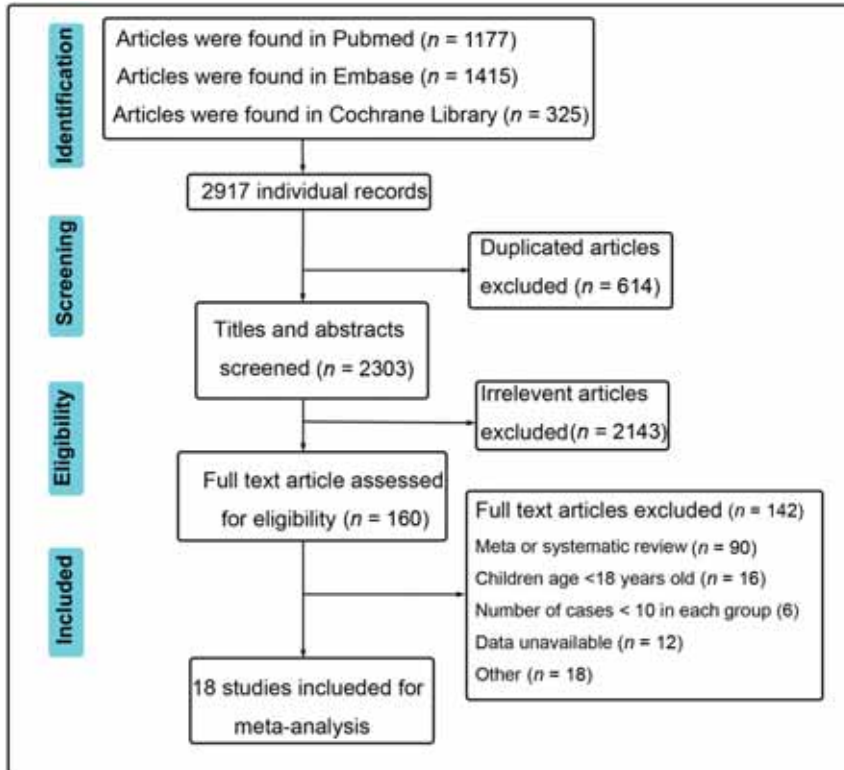 Identification
Articles were found in Pubmed (n = 1177)
Articles were found in Embase (n = 1415)
Articles were found in Cochrane Library (n = 325)
2917 individual records
Screening
Duplicated articles
excluded (n = 614)
Titles and abstracts
screened (n = 2303)
Eligibility
Irrelevent articles
excluded(n = 2143)
Full text article assessed
for eligibility (n = 160)
Included
Full text articles excluded (n = 142)
Meta or systematic review (n = 90)
Children age <18 years old (n = 16)
Number of cases < 10 in each group (6)
Data unavailable (n = 12)
Other (n = 18)
18 studies inclueded for
meta-analysis